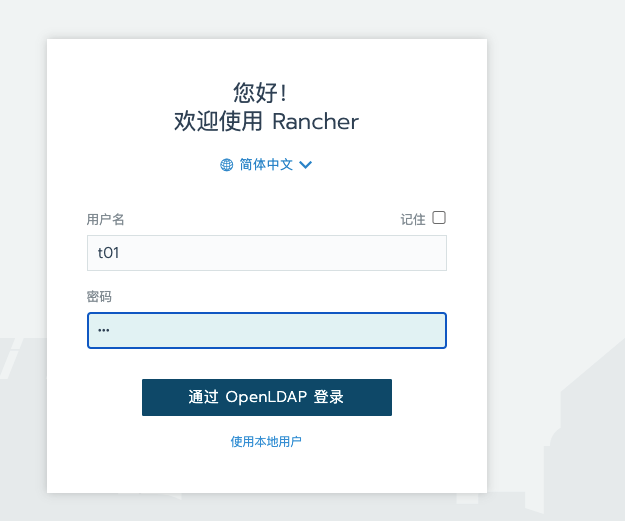 您好！
欢迎使用 Rancher
简体中文
用户名
记住
t01
密码
•••
通过 OpenLDAP 登录
使用本地用户